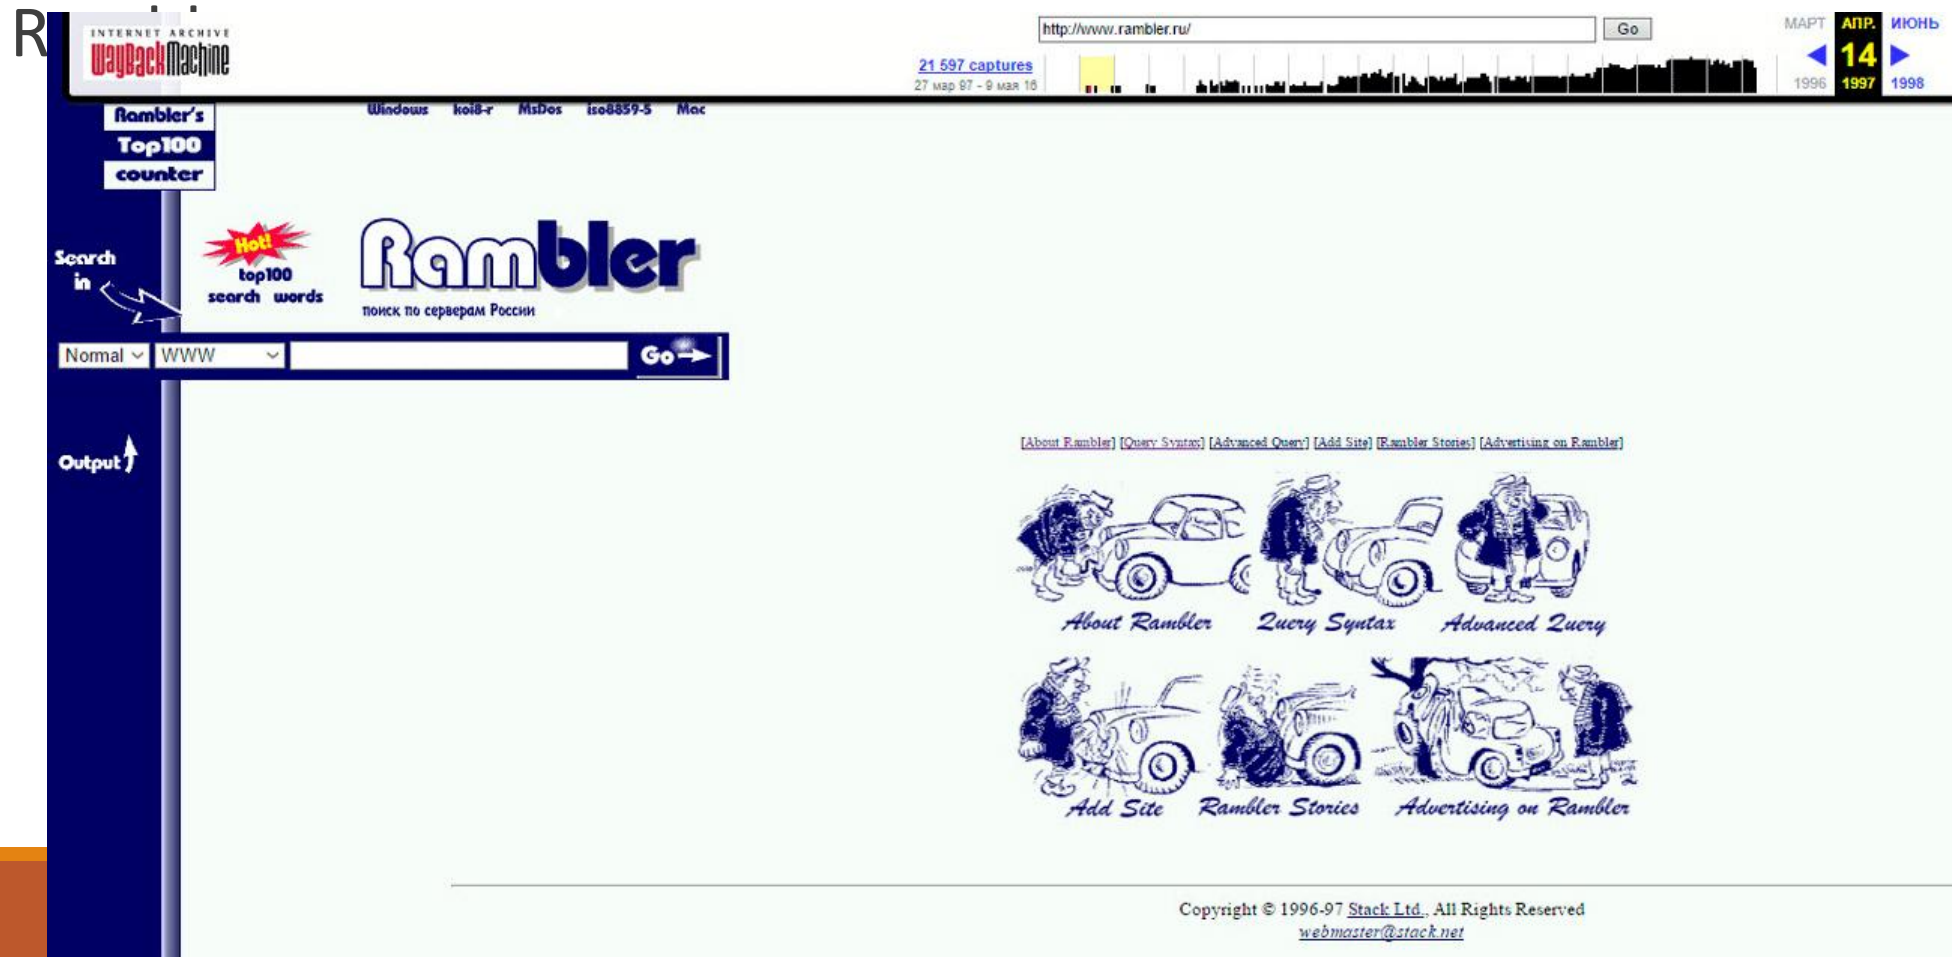 INTERNET ARCHIVE
WayBackMachine
http://www.rambler.ru/
Go
21 597 captures
27 мар 97 - 9 мая 16
МАРТ АПР. ИЮНЬ
14
1996 1997 1998
Rambler's
Top100
counter
Windows koi8-r MsDos iso8859-5 Mac
Hot!
top100
search words
Rambler
поиск по серверам России
Search
in
Normal WWW Go
Output
[About Rambler] [Query Syntax] [Advanced Query] [Add Site] [Rambler Stories] [Advertising on Rambler]
About Rambler Query Syntax Advanced Query
Add Site Rambler Stories Advertising on Rambler
Copyright © 1996-97 Stack Ltd., All Rights Reserved
webmaster@stack.net